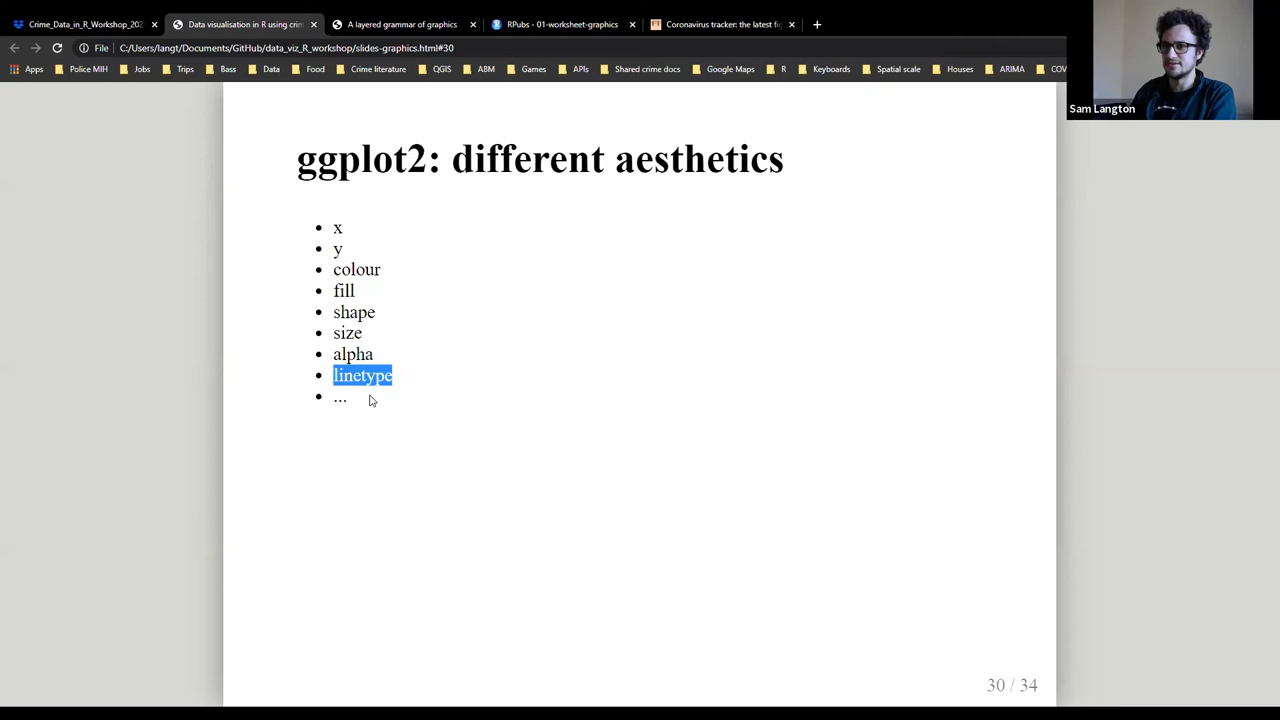 Crime_Data_in_R_Workshop_202
Data visualisation in R using crim
A layered grammar of graphics
RPubs - 01-worksheet-graphics
Coronavirus tracker: the latest fig
File
C:/Users/langt/Documents/GitHub/data_viz_R_workshop/slides-graphics.html#30
Apps
Police MIH
Jobs
Trips
Bass
Data
Food
Crime literature
QGIS
ABM
Games
APIs
Shared crime docs
Google Maps
R
Keyboards
Spatial scale
Houses
ARIMA
COV
Sam Langton
ggplot2: different aesthetics
• x
• y
• colour
• fill
• shape
• size
• alpha
• linetype
• ...
30 / 34